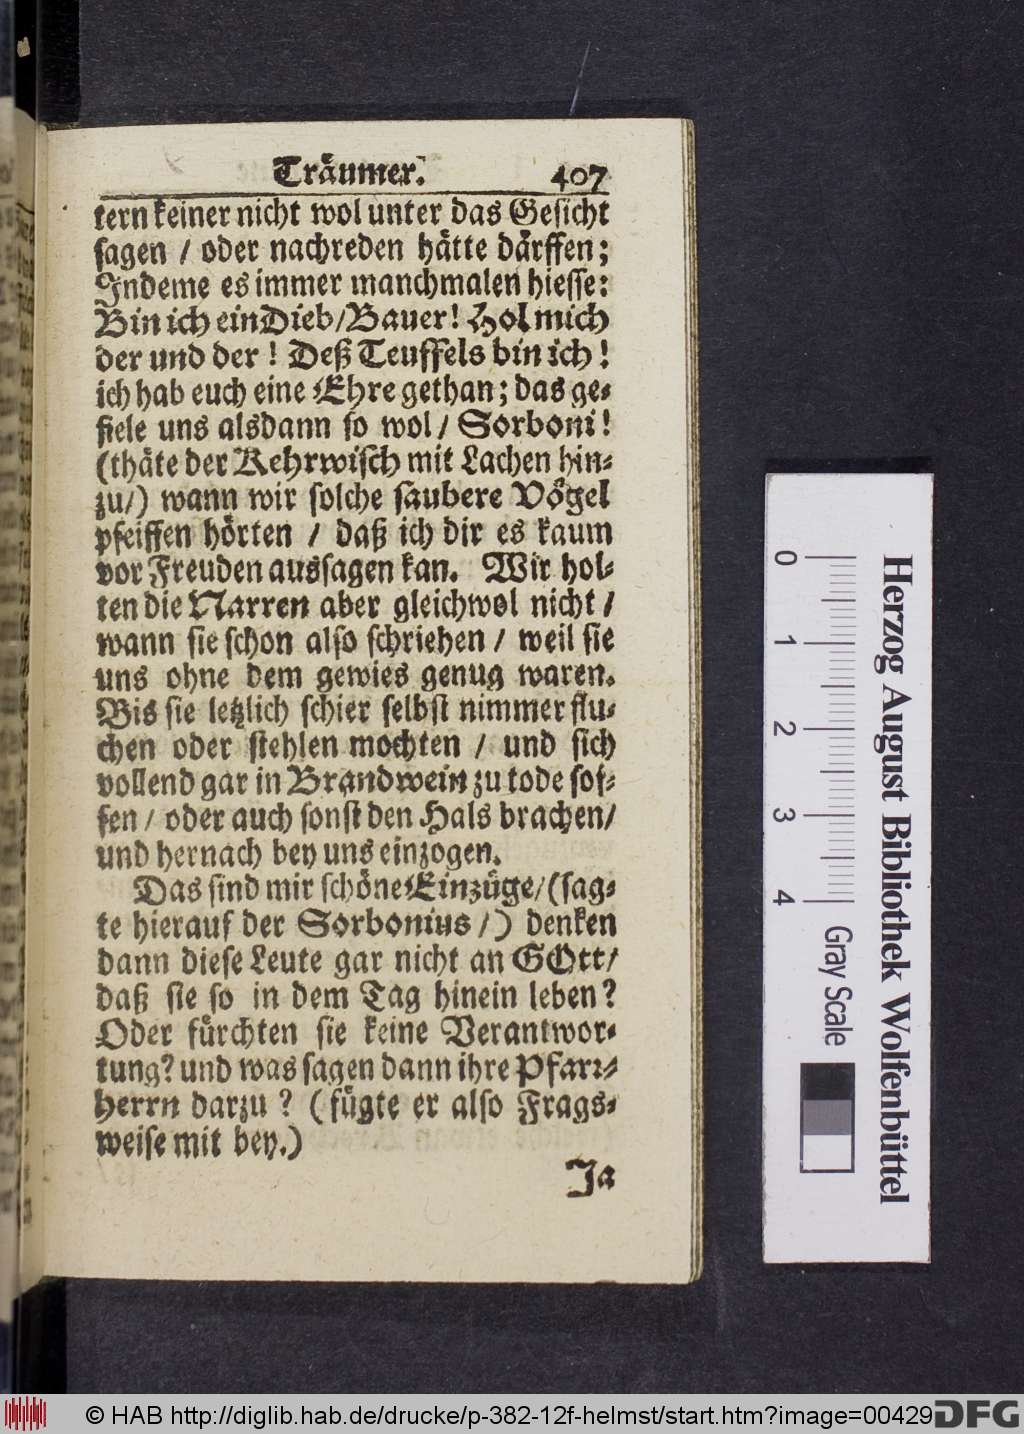 Träumer. 407
tern keiner nicht wol unter das Gesicht
sagen / oder nachreden hätte därffen;
Indeme es immer manchmalen hiesse:
Bin ich ein Dieb/Bauer! Hol mich
der und der! Deß Teuffels bin ich!
ich hab euch eine Ehre gethan; das ge-
fiele uns alsdann so wol/ Sorboni!
(thäte der Kehrwisch mit Lachen hin-
zu/) wann wir solche saubere Vögel
pfeiffen hörten / daß ich dir es kaum
vor Freuden aussagen kan. Wir hol-
ten die Narren aber gleichwol nicht /
wann sie schon also schriehen / weil sie
uns ohne dem gewies genug waren.
Bis sie letzlich schier selbst nimmer flu-
chen oder stehlen mochten / und sich
vollend gar in Brandwein zu tode sof-
fen / oder auch sonst den Hals brachen/
und hernach bey uns einzogen.
Das sind mir schöne Einzüge/(sag-
te hierauf der Sorbonius/) denken
dann diese Leute gar nicht an GOtt/
daß sie so in dem Tag hinein leben?
Oder fürchten sie keine Verantwor-
tung? und was sagen dann ihre Pfarr-
herrn darzu? (fügte er also Frags-
weise mit bey.)
Ja
0 1 2 3 4 Gray Scale
Herzog August Bibliothek Wolfenbüttel
© HAB http://diglib.hab.de/drucke/p-382-12f-helmst/start.htm?image=00429 DFG